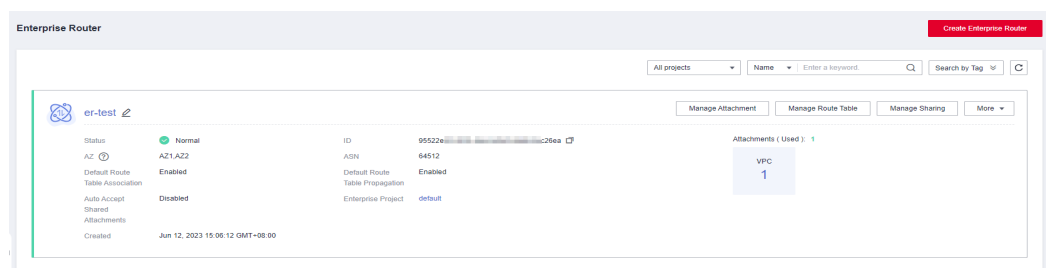 Enterprise Router
Create Enterprise Router
All projects
Name
Enter a keyword.
Search by Tag
er-test
Manage Attachment
Manage Route Table
Manage Sharing
More
Status
Normal
ID
95522e
c26ea
Attachments ( Used ): 1
AZ
AZ1,AZ2
ASN
64512
VPC
1
Default Route
Table Association
Enabled
Default Route
Table Propagation
Enabled
Auto Accept
Shared
Attachments
Disabled
Enterprise Project
default
Created
Jun 12, 2023 15:06:12 GMT+08:00